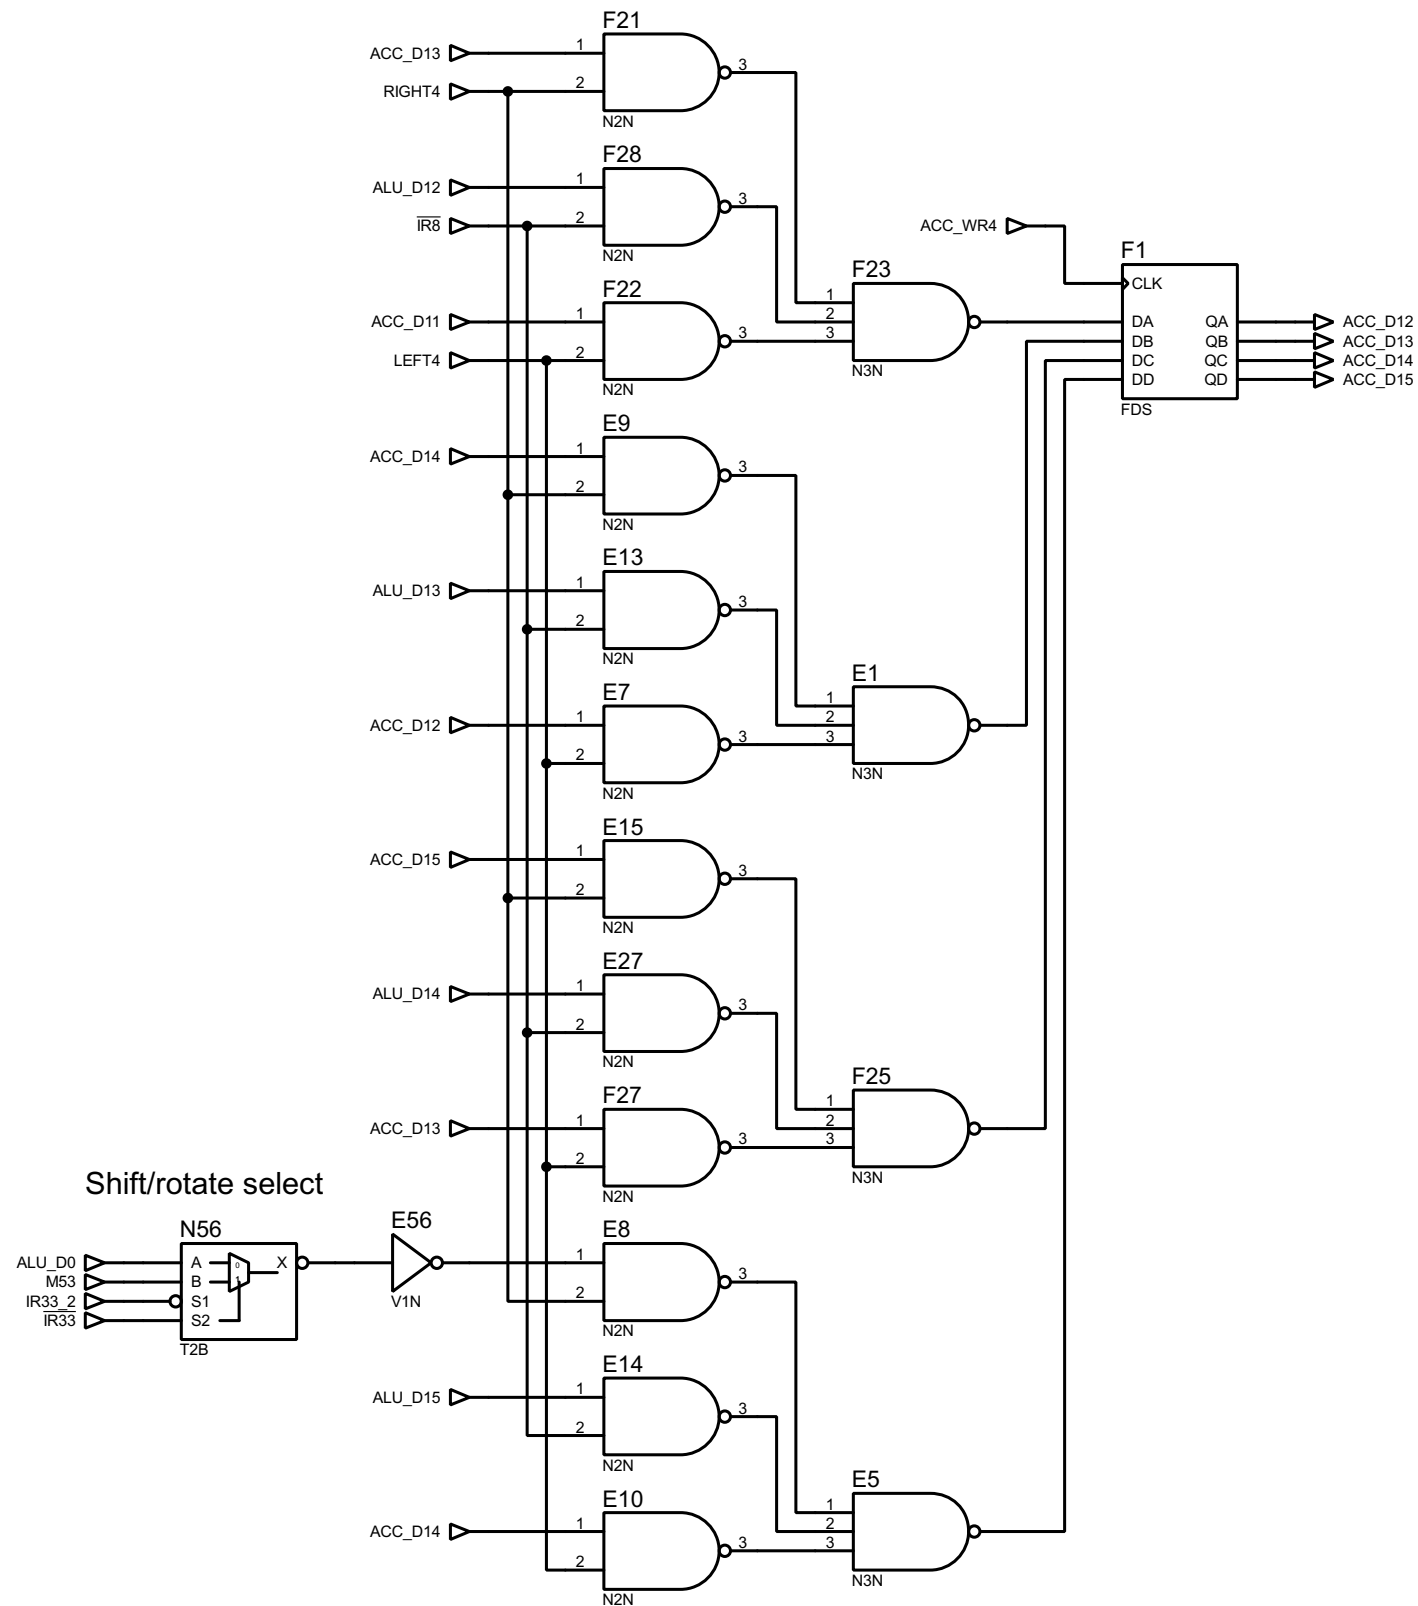 F21
ACC_D13
1
3
RIGHT4
2
N2N
F28
ALU_D12
1
3
IR8
2
N2N
ACC_WR4
F1
CLK
DA QA ACC_D12
DB QB ACC_D13
DC QC ACC_D14
DD QD ACC_D15
FDS
F22
ACC_D11
1
3
LEFT4
2
N2N
F23
1
2
3
N3N
E9
ACC_D14
1
3
2
N2N
E13
ALU_D13
1
3
2
N2N
E7
ACC_D12
1
3
2
N2N
E1
1
2
3
N3N
E15
ACC_D15
1
3
2
N2N
E27
ALU_D14
1
3
2
N2N
F27
ACC_D13
1
3
2
N2N
F25
1
2
3
N3N
Shift/rotate select
N56
ALU_D0 A 0 X
M53 B 1
IR33_2 S1
IR33 S2
T2B
E56
V1N
E8
1
3
2
N2N
E14
ALU_D15
1
3
2
N2N
E10
ACC_D14
1
3
2
N2N
E5
1
2
3
N3N